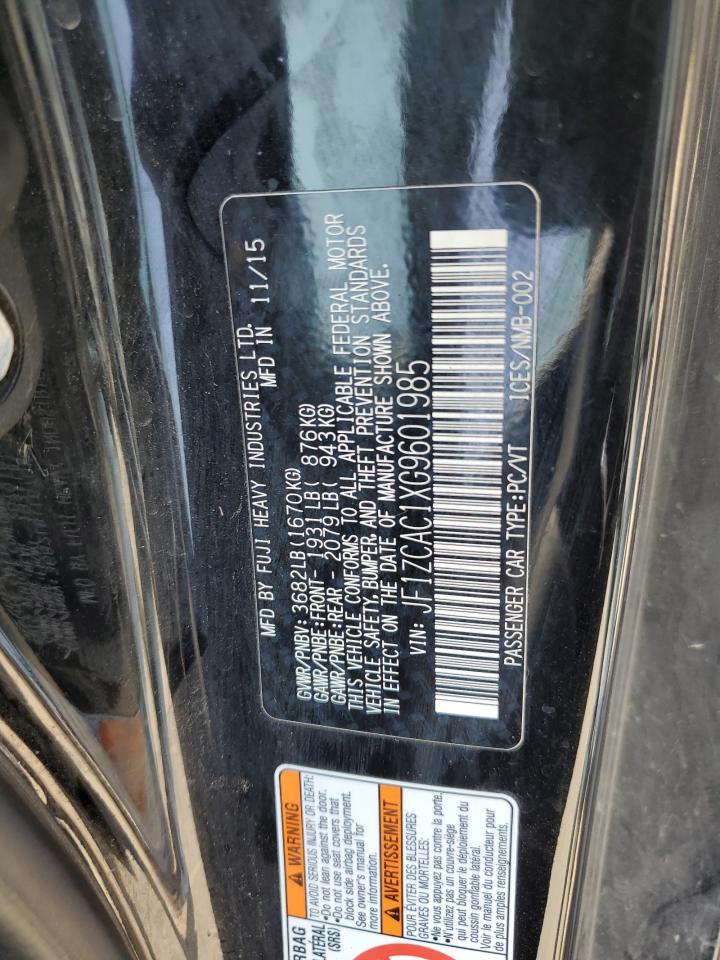 MFD BY FUJI HEAVY INDUSTRIES LTD.
MFD IN 11/15
GVWR/PNBV: 3682LB(1670KG)
GAWR/PNBE:FRONT- 1931LB( 876KG)
GAWR/PNBE:REAR - 2079LB( 943KG)
THIS VEHICLE CONFORMS TO ALL APPLICABLE FEDERAL MOTOR
VEHICLE SAFETY, BUMPER, AND THEFT PREVENTION STANDARDS
IN EFFECT ON THE DATE OF MANUFACTURE SHOWN ABOVE.
VIN: JF1ZCAC1XG9601985
PASSENGER CAR TYPE:PC/VT ICES/NMB-002
WARNING
TO AVOID SERIOUS INJURY OR DEATH:
•Do not lean against the door.
•Do not use seat covers that
block side airbag deployment.
See owner's manual for
more information.
AVERTISSEMENT
POUR ÉVITER DES BLESSURES
GRAVES OU MORTELLES:
•Ne vous appuyez pas contre la porte.
•N'utilisez pas un couvre-siège
qui peut bloquer le déploiement du
coussin gonflable latéral.
Voir le manuel du conducteur pour
de plus amples renseignements.
RBAG
LATÉRAL
(SRS)